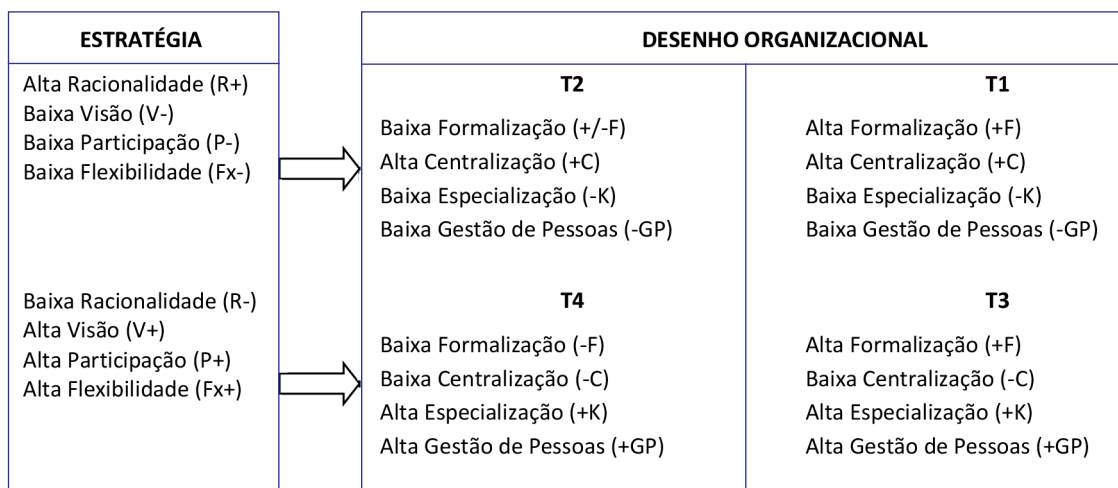 ESTRATÉGIA
Alta Racionalidade (R+)
Baixa Visão (V-)
Baixa Participação (P-)
Baixa Flexibilidade (Fx-)
Baixa Racionalidade (R-)
Alta Visão (V+)
Alta Participação (P+)
Alta Flexibilidade (Fx+)
DESENHO ORGANIZACIONAL
T2
Baixa Formalização (+/-F)
Alta Centralização (+C)
Baixa Especialização (-K)
Baixa Gestão de Pessoas (-GP)
T1
Alta Formalização (+F)
Alta Centralização (+C)
Baixa Especialização (-K)
Baixa Gestão de Pessoas (-GP)
T4
Baixa Formalização (-F)
Baixa Centralização (-C)
Alta Especialização (+K)
Alta Gestão de Pessoas (+GP)
T3
Alta Formalização (+F)
Baixa Centralização (-C)
Alta Especialização (+K)
Alta Gestão de Pessoas (+GP)